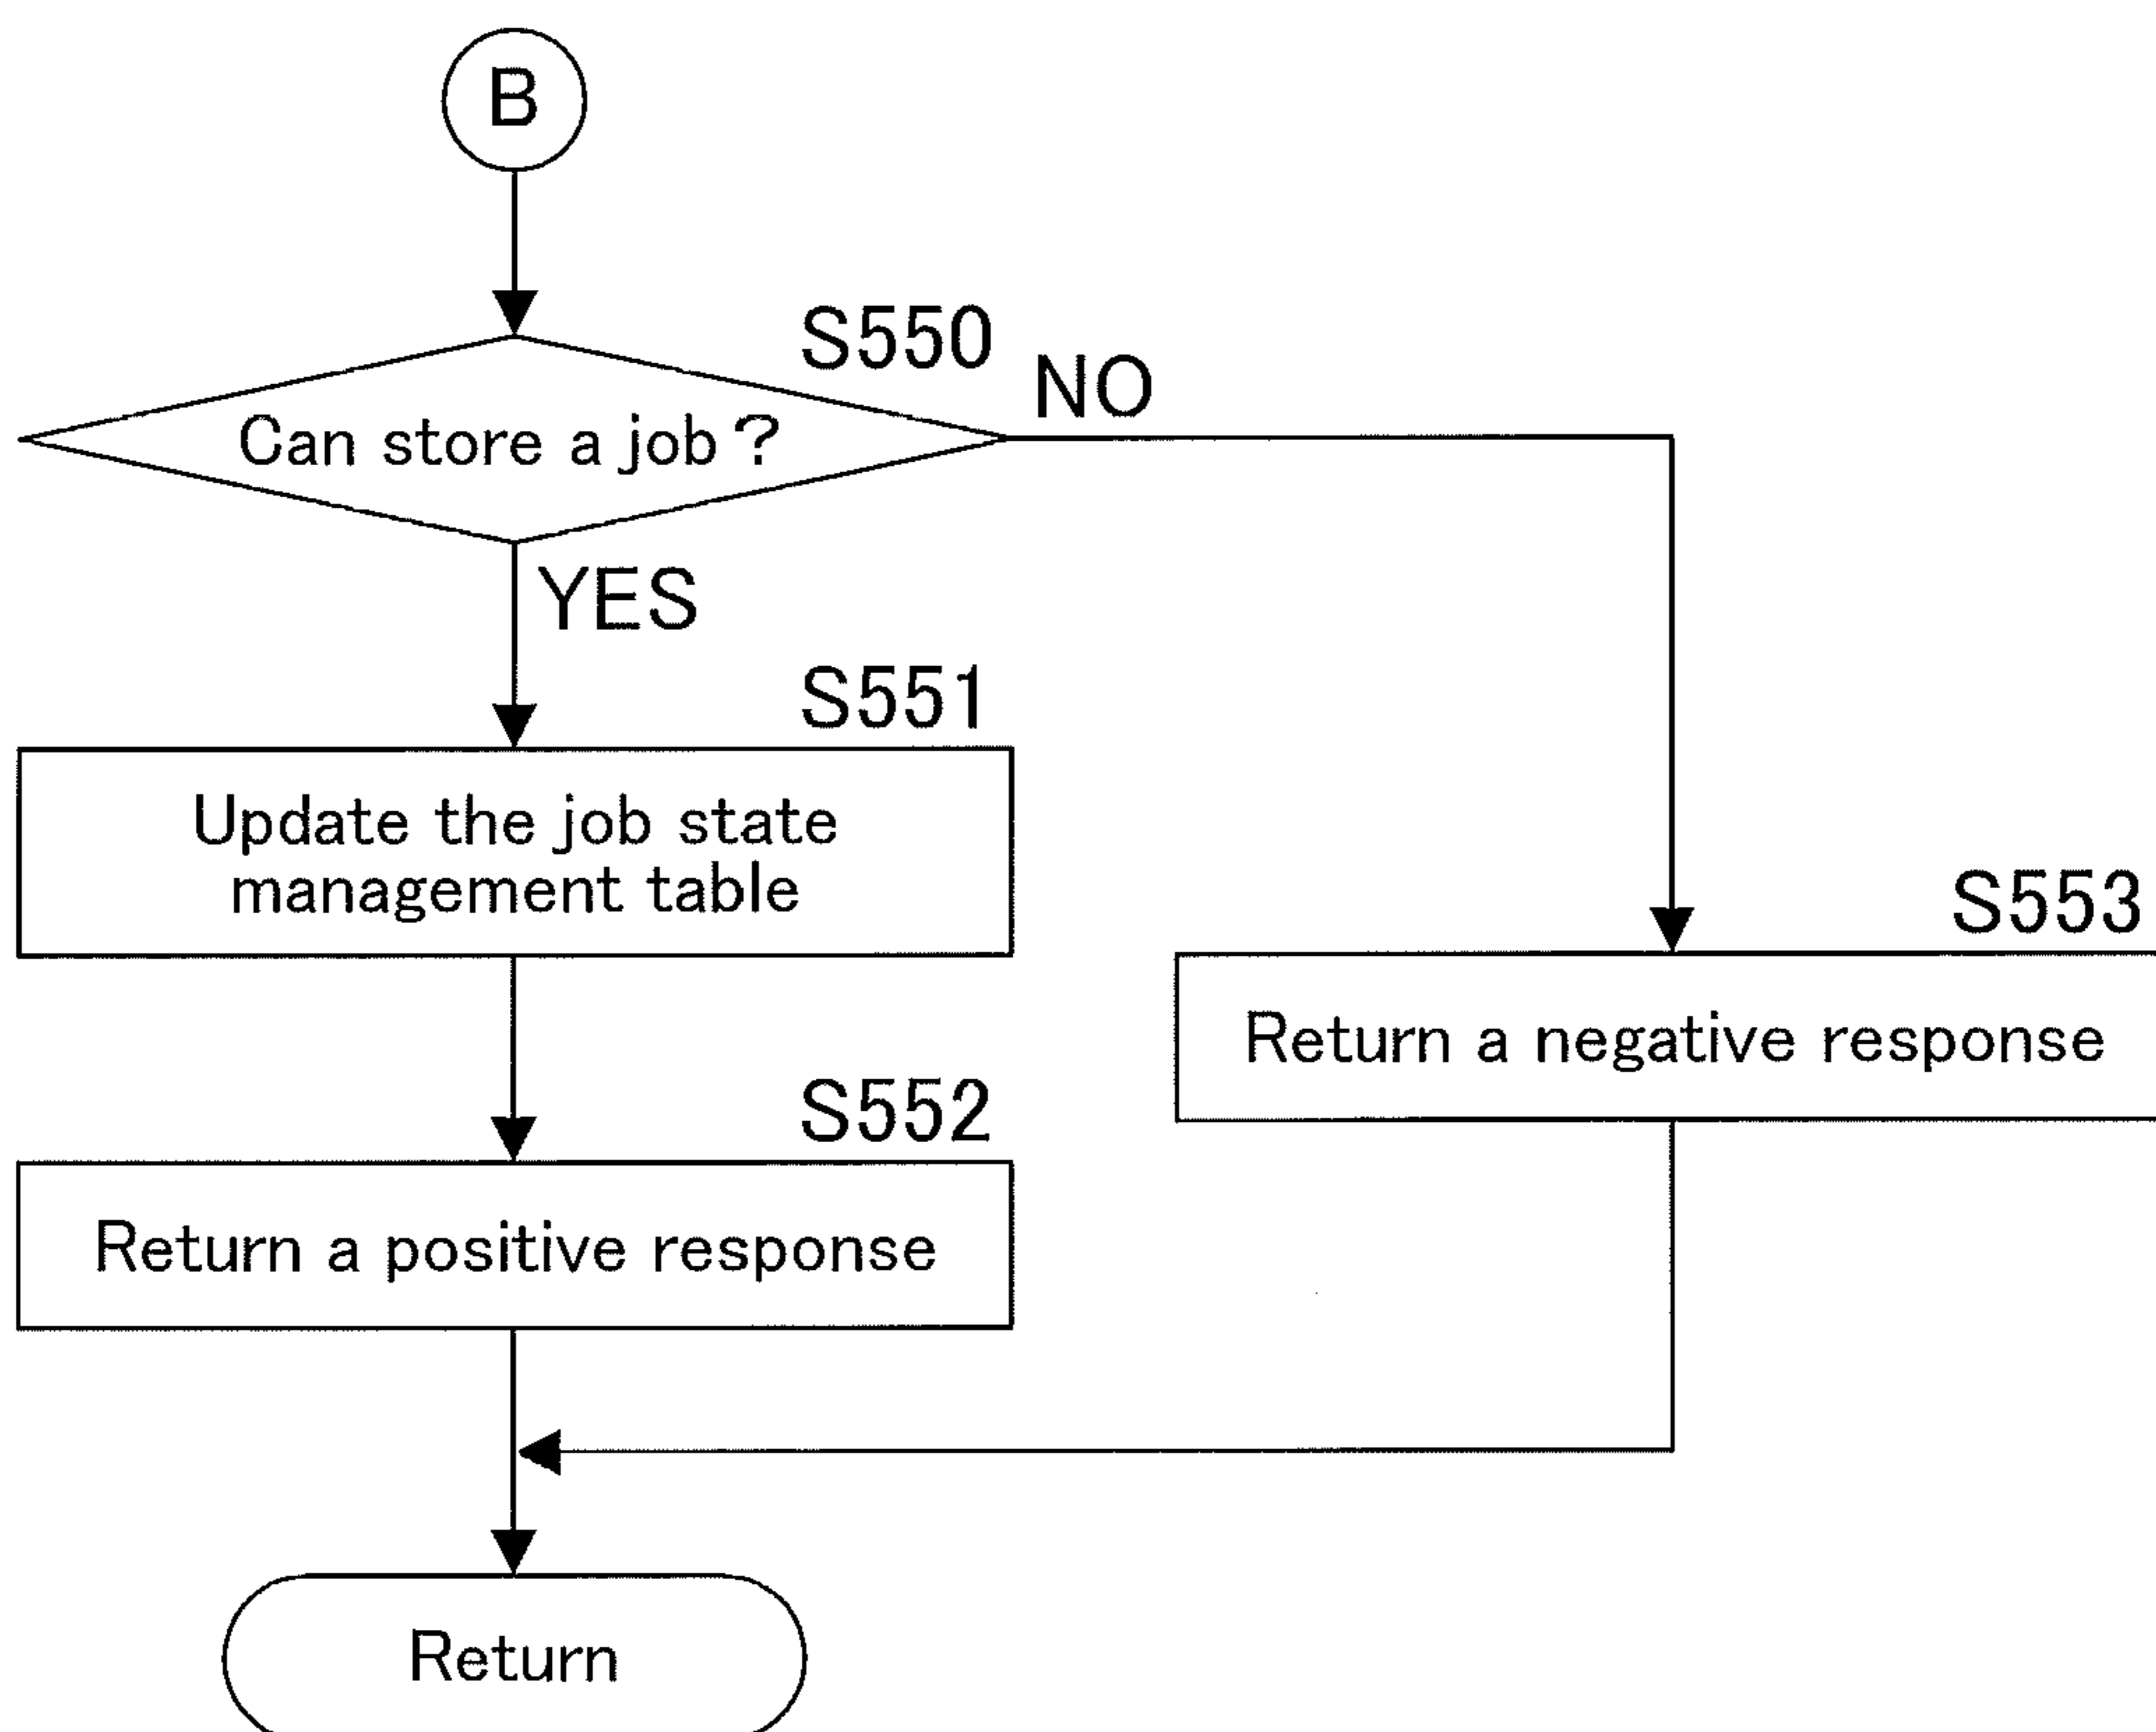 B
S550
NO
Can store a job?
YES
S551
Update the job state
management table
S553
Return a negative response
S552
Return a positive response
Return